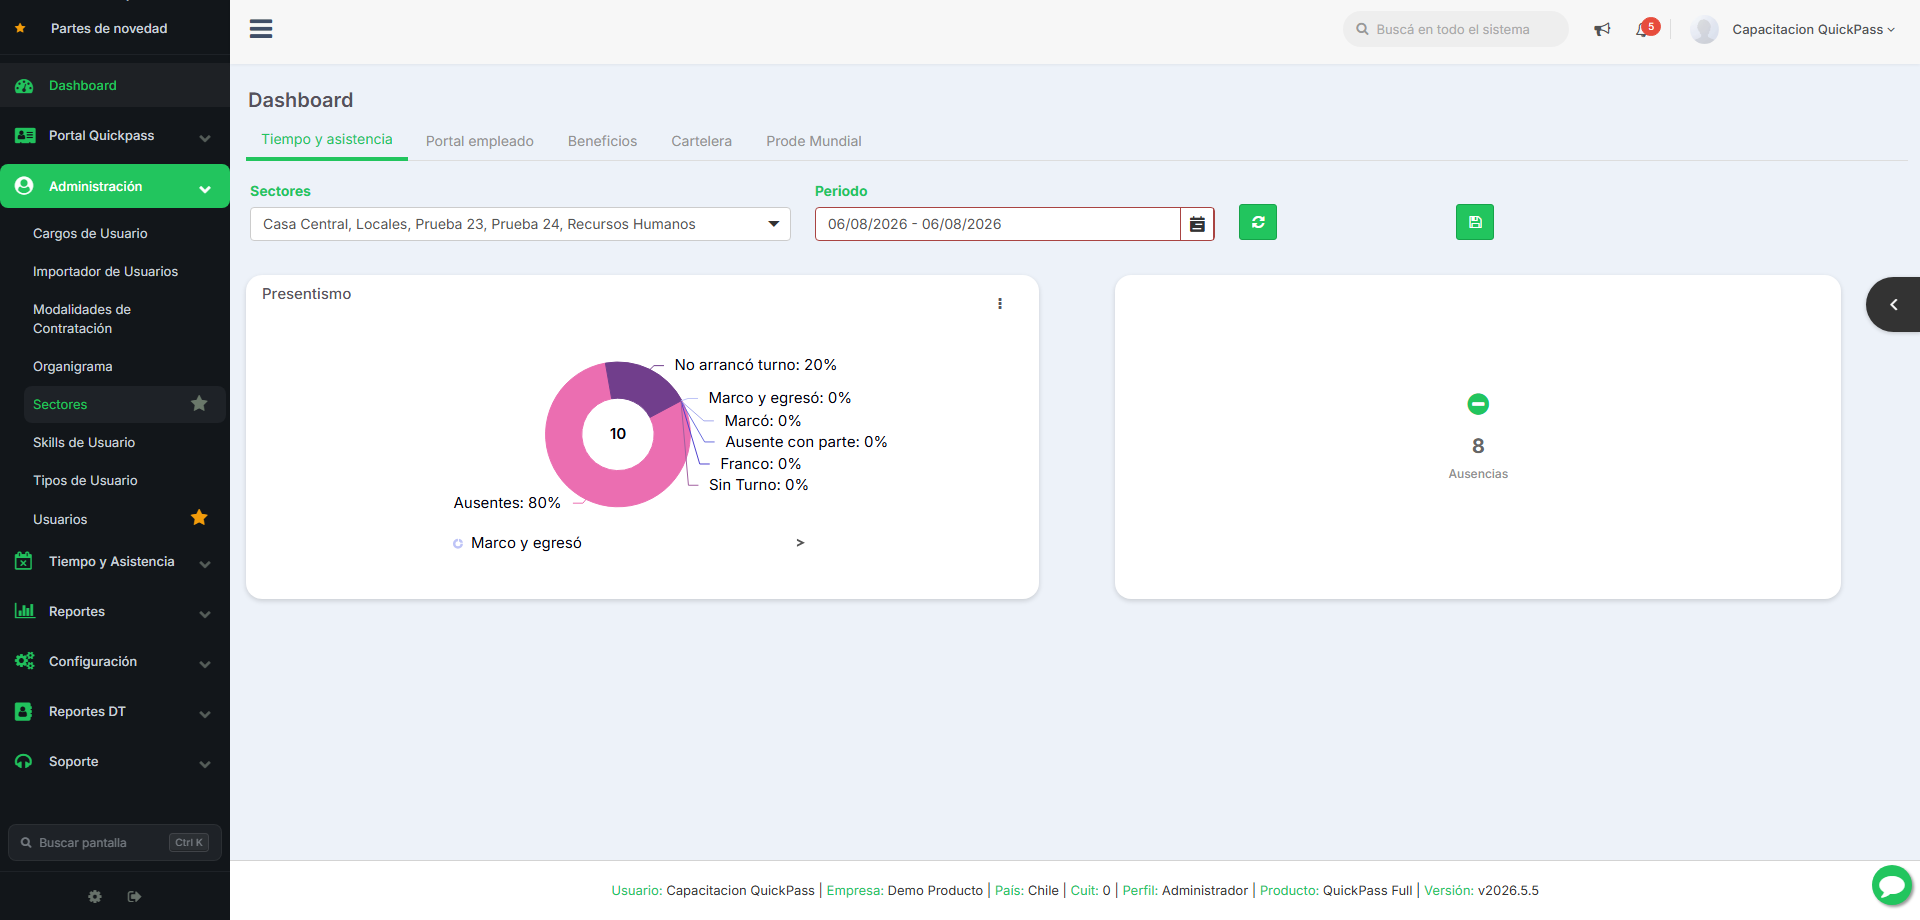 Partes de novedad
Dashboard
Portal Quickpass
Administración
Cargos de Usuario
Importador de Usuarios
Modalidades de
Contratación
Organigrama
Sectores
Skills de Usuario
Tipos de Usuario
Usuarios
Tiempo y Asistencia
Reportes
Configuración
Reportes DT
Soporte
Buscar pantalla
Ctrl K
Buscá en todo el sistema
5
Capacitacion QuickPass
Dashboard
Tiempo y asistencia
Portal empleado
Beneficios
Cartelera
Prode Mundial
Sectores
Casa Central, Locales, Prueba 23, Prueba 24, Recursos Humanos
Periodo
06/08/2026 - 06/08/2026
Presentismo
No arrancó turno: 20%
Marco y egresó: 0%
Marcó: 0%
Ausente con parte: 0%
Franco: 0%
Sin Turno: 0%
10
Ausentes: 80%
Marco y egresó
>
8
Ausencias
Usuario: Capacitacion QuickPass | Empresa: Demo Producto | País: Chile | Cuit: 0 | Perfil: Administrador | Producto: QuickPass Full | Versión: v2026.5.5